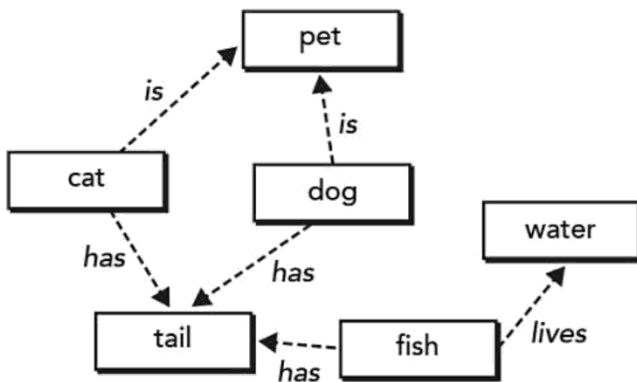 pet
is
is
cat
dog
water
has
has
tail
fish
lives
has